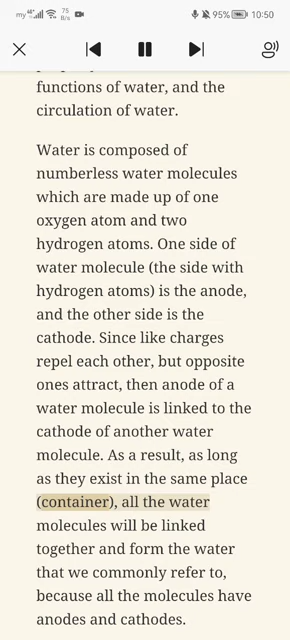 my 75 B/s 95% 10:50
functions of water, and the
circulation of water.
Water is composed of
numberless water molecules
which are made up of one
oxygen atom and two
hydrogen atoms. One side of
water molecule (the side with
hydrogen atoms) is the anode,
and the other side is the
cathode. Since like charges
repel each other, but opposite
ones attract, then anode of a
water molecule is linked to the
cathode of another water
molecule. As a result, as long
as they exist in the same place
(container), all the water
molecules will be linked
together and form the water
that we commonly refer to,
because all the molecules have
anodes and cathodes.